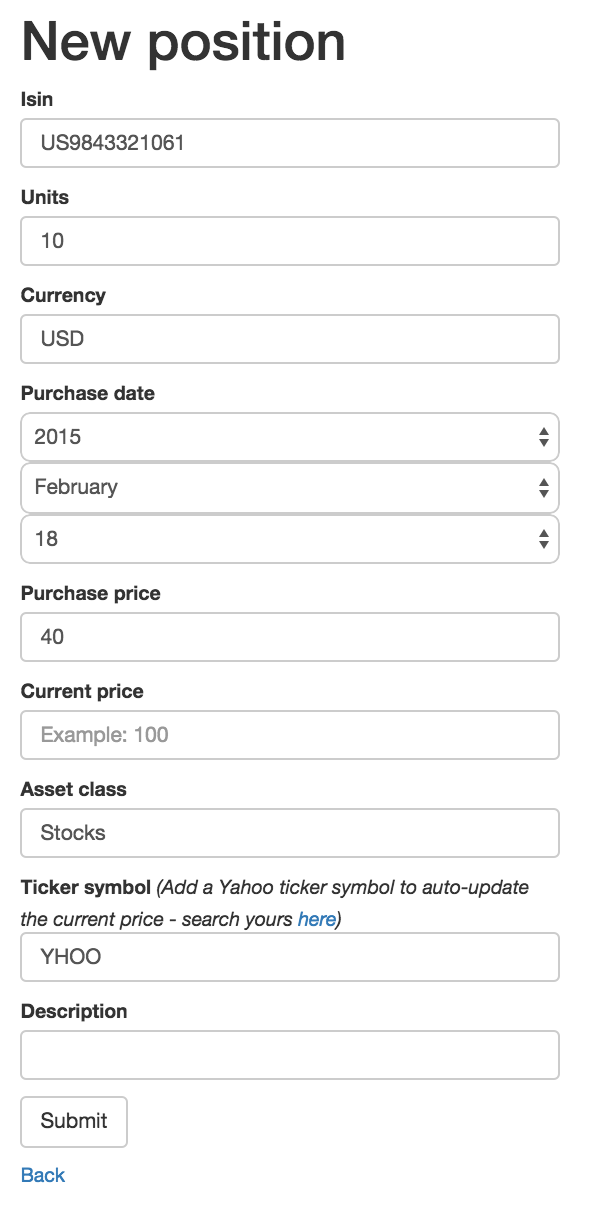 New position
Isin
US9843321061
Units
10
Currency
USD
Purchase date
2015
February
18
Purchase price
40
Current price
Example: 100
Asset class
Stocks
Ticker symbol (Add a Yahoo ticker symbol to auto-update
the current price - search yours here)
YHOO
Description
Submit
Back